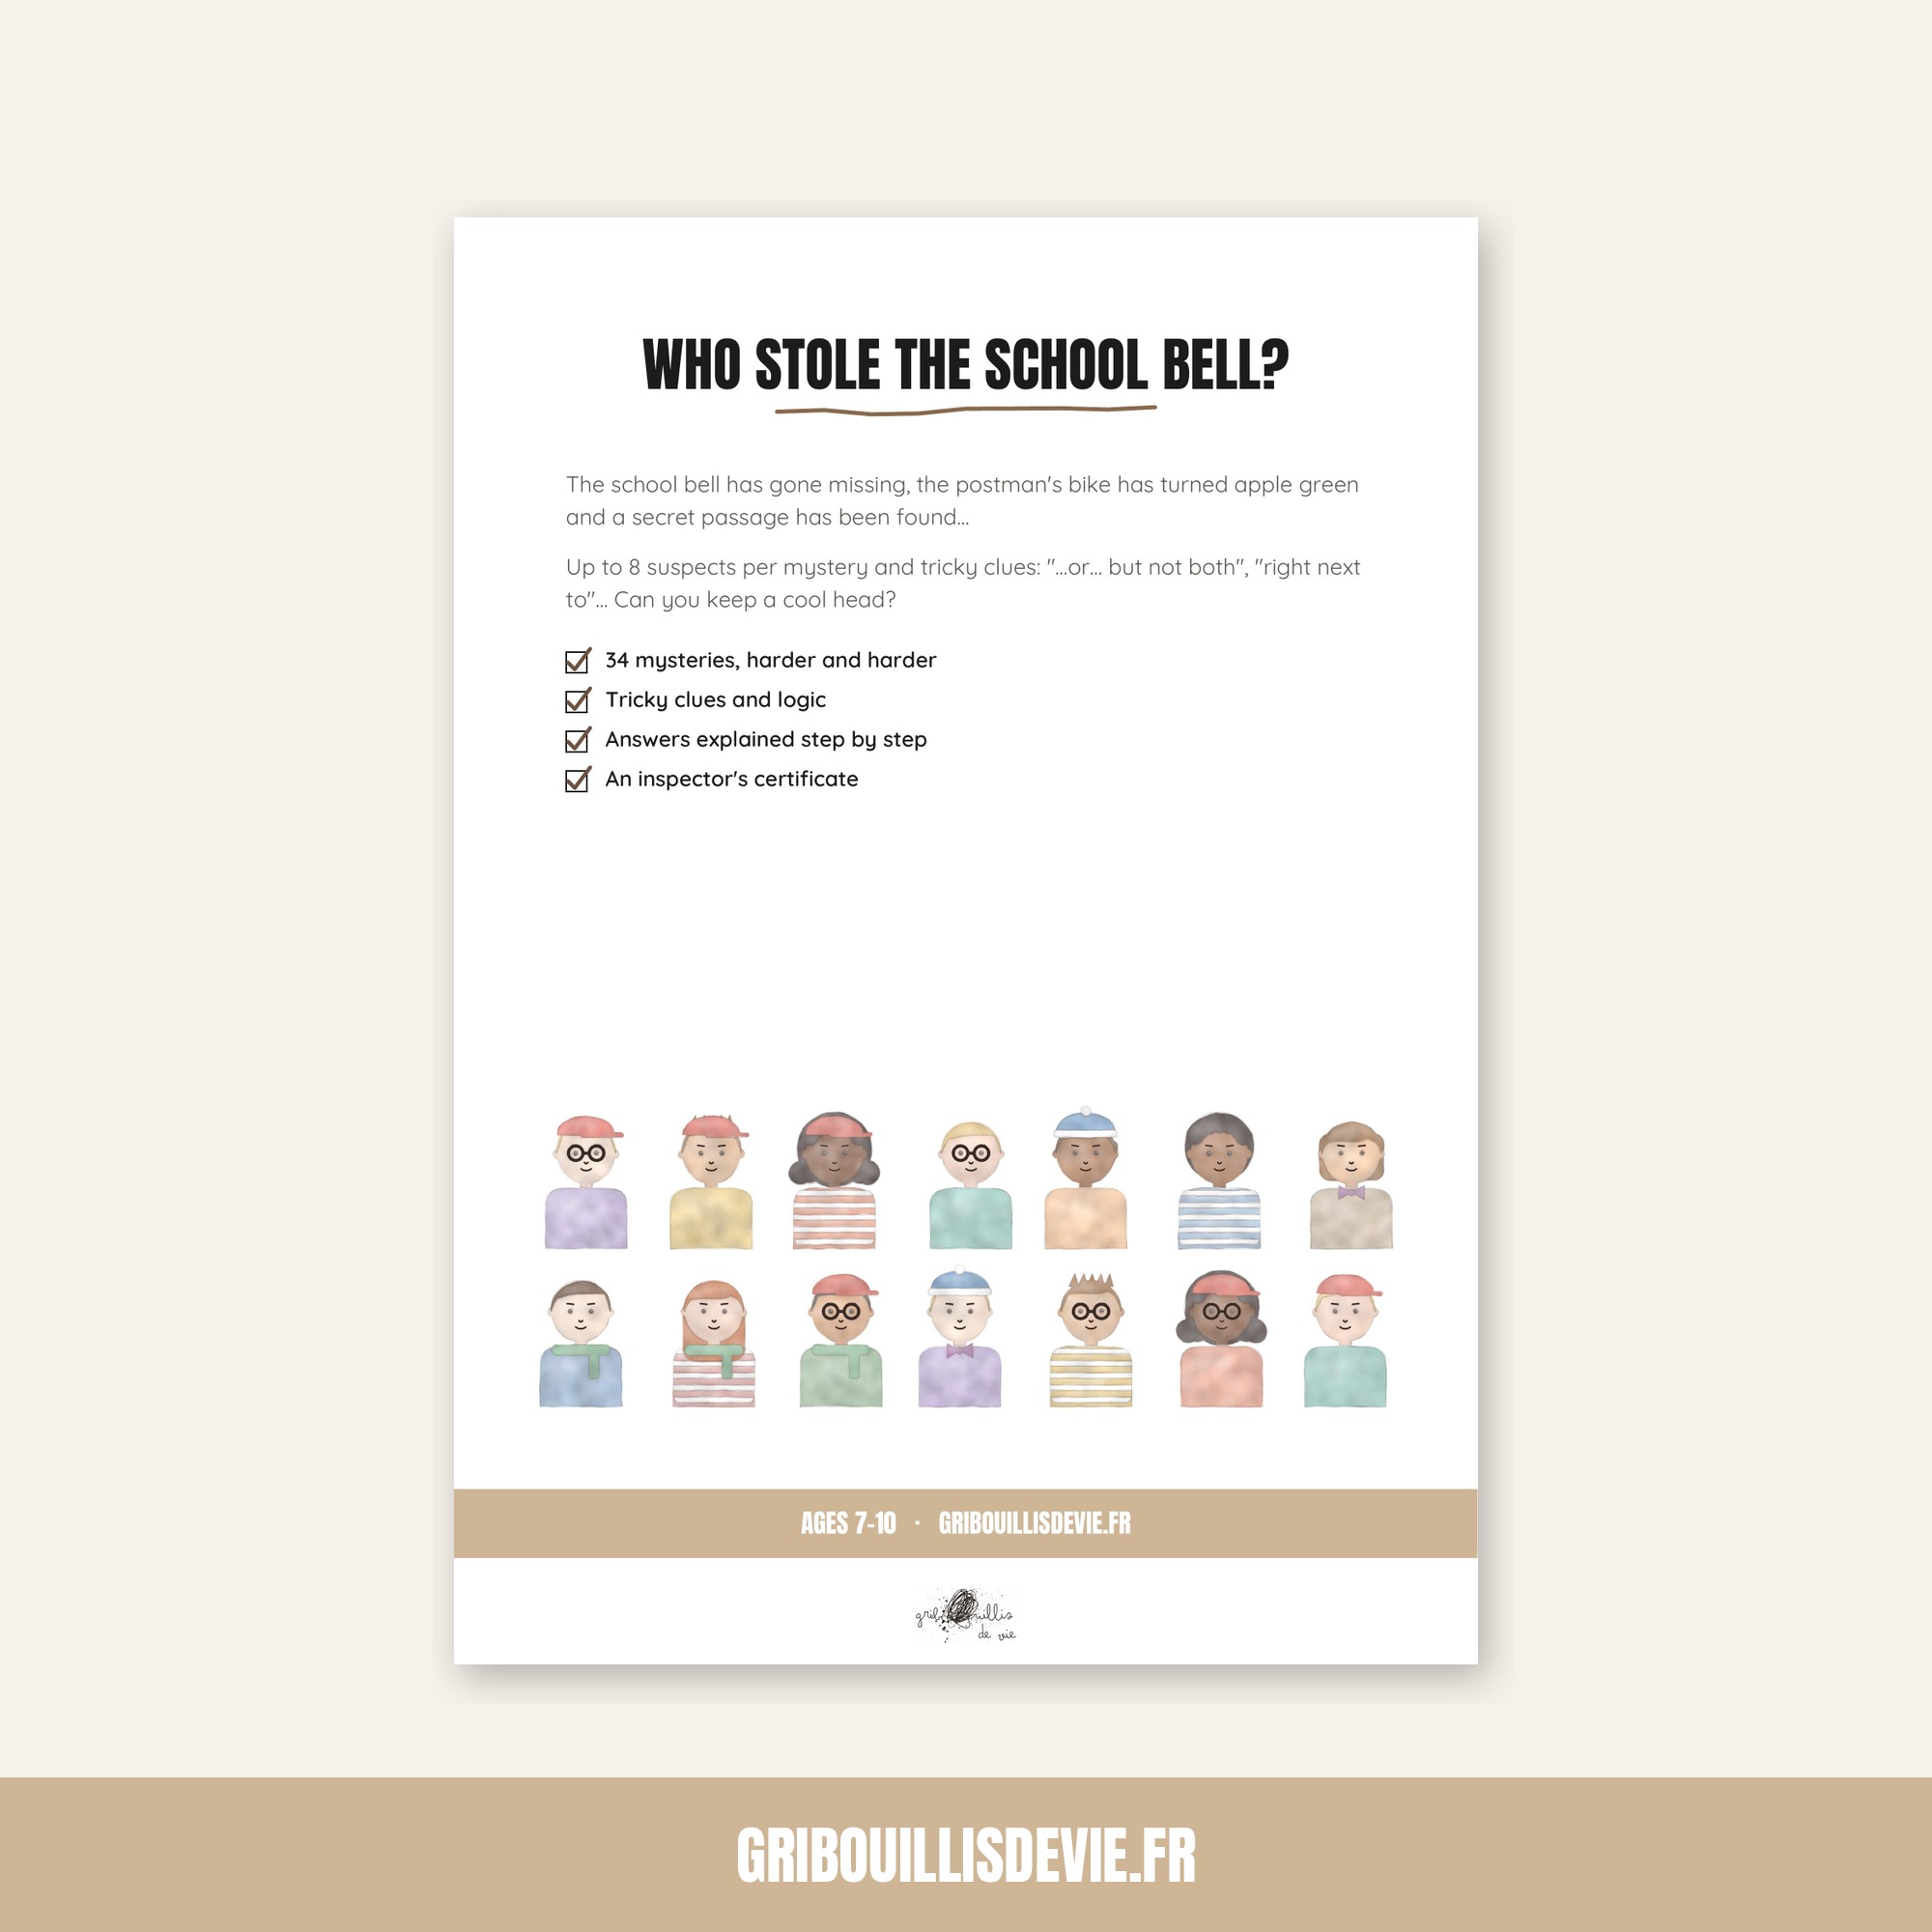 WHO STOLE THE SCHOOL BELL?
The school bell has gone missing, the postman's bike has turned apple green
and a secret passage has been found...
Up to 8 suspects per mystery and tricky clues: "...or... but not both", "right next
to"... Can you keep a cool head?
34 mysteries, harder and harder
Tricky clues and logic
Answers explained step by step
An inspector's certificate
AGES 7-10 · GRIBOUILLISDEVIE.FR
de vie
GRIBOUILLISDEVIE.FR